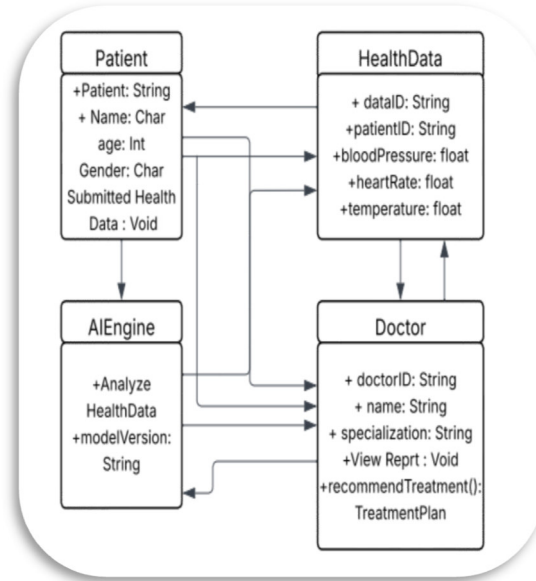 Patient
+Patient: String
+ Name: Char
age: Int
Gender: Char
Submitted Health
Data : Void
HealthData
+ dataID: String
+patientID: String
+bloodPressure: float
+heartRate: float
+temperature: float
AIEngine
+Analyze
HealthData
+modelVersion:
String
Doctor
+ doctorID: String
+ name: String
+ specialization: String
+View Reprt : Void
+recommendTreatment():
TreatmentPlan